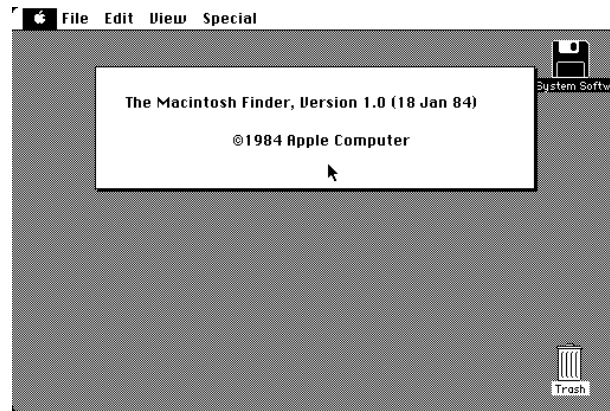 File Edit View Special
System Softw
The Macintosh Finder, Version 1.0 (18 Jan 84)
©1984 Apple Computer
Trash